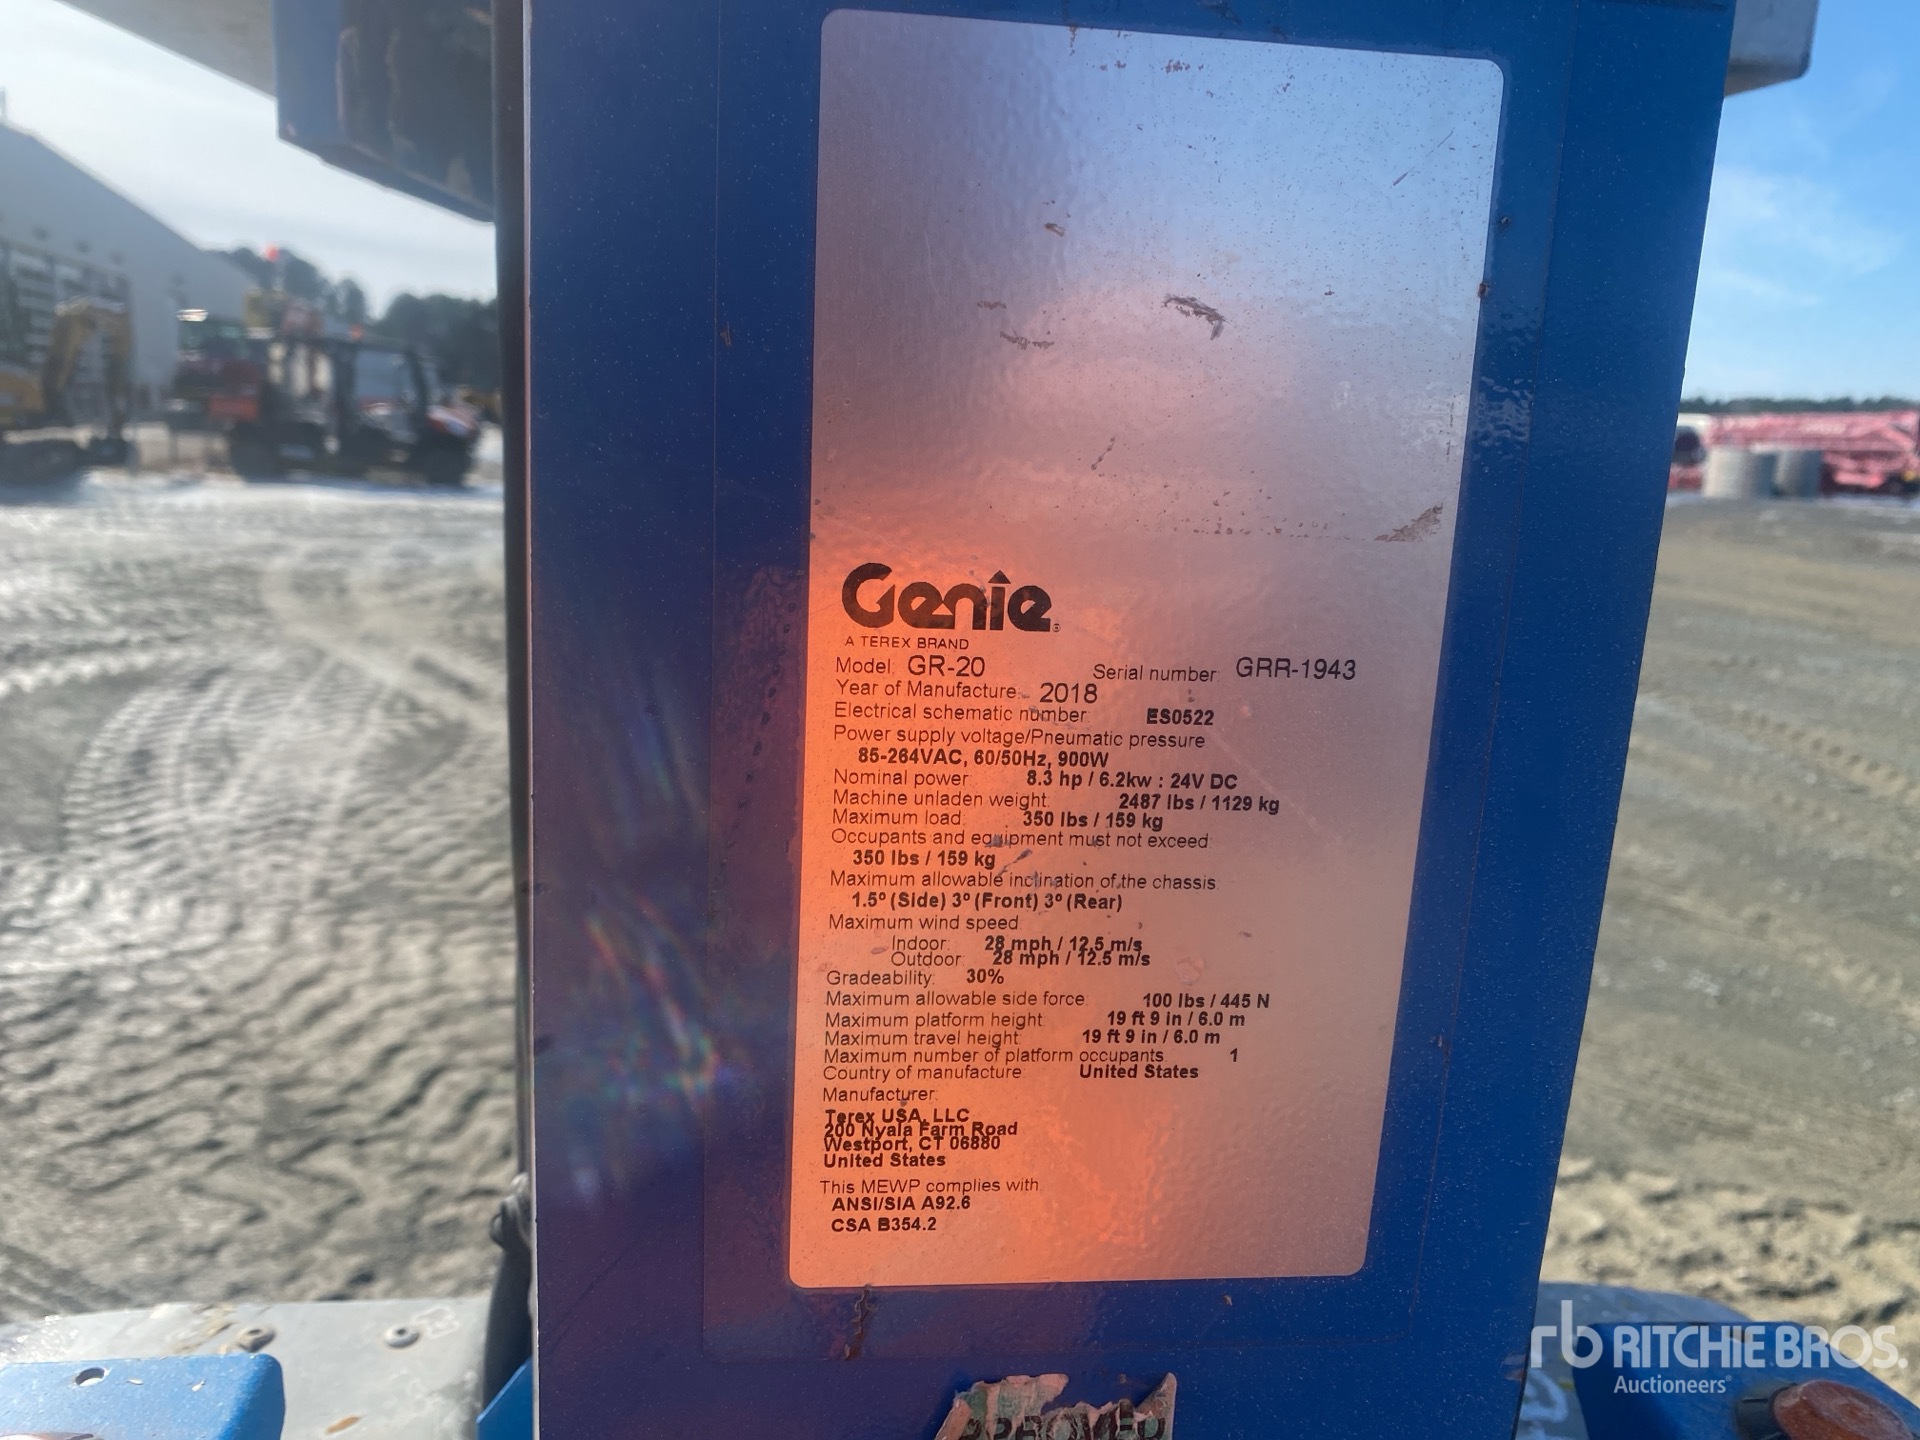 Genie
A TEREX BRAND
Model: GR-20 Serial number: GRR-1943
Year of Manufacture: 2018
Electrical schematic number: ES0522
Power supply voltage/Pneumatic pressure
85-264VAC, 60/50Hz, 900W
Nominal power: 8.3 hp / 6.2kw : 24V DC
Machine unladen weight: 2487 lbs / 1129 kg
Maximum load: 350 lbs / 159 kg
Occupants and equipment must not exceed:
350 lbs / 159 kg
Maximum allowable inclination of the chassis:
1.5º (Side) 3º (Front) 3º (Rear)
Maximum wind speed
Indoor: 28 mph / 12.5 m/s
Outdoor: 28 mph / 12.5 m/s
Gradeability: 30%
Maximum allowable side force: 100 lbs / 445 N
Maximum platform height: 19 ft 9 in / 6.0 m
Maximum travel height: 19 ft 9 in / 6.0 m
Maximum number of platform occupants: 1
Country of manufacture: United States
Manufacturer:
Terex USA, LLC
200 Nyala Farm Road
Westport, CT 06880
United States
This MEWP complies with:
ANSI/SIA A92.6
CSA B354.2
APPROVED
rb RITCHIE BROS.
Auctioneers